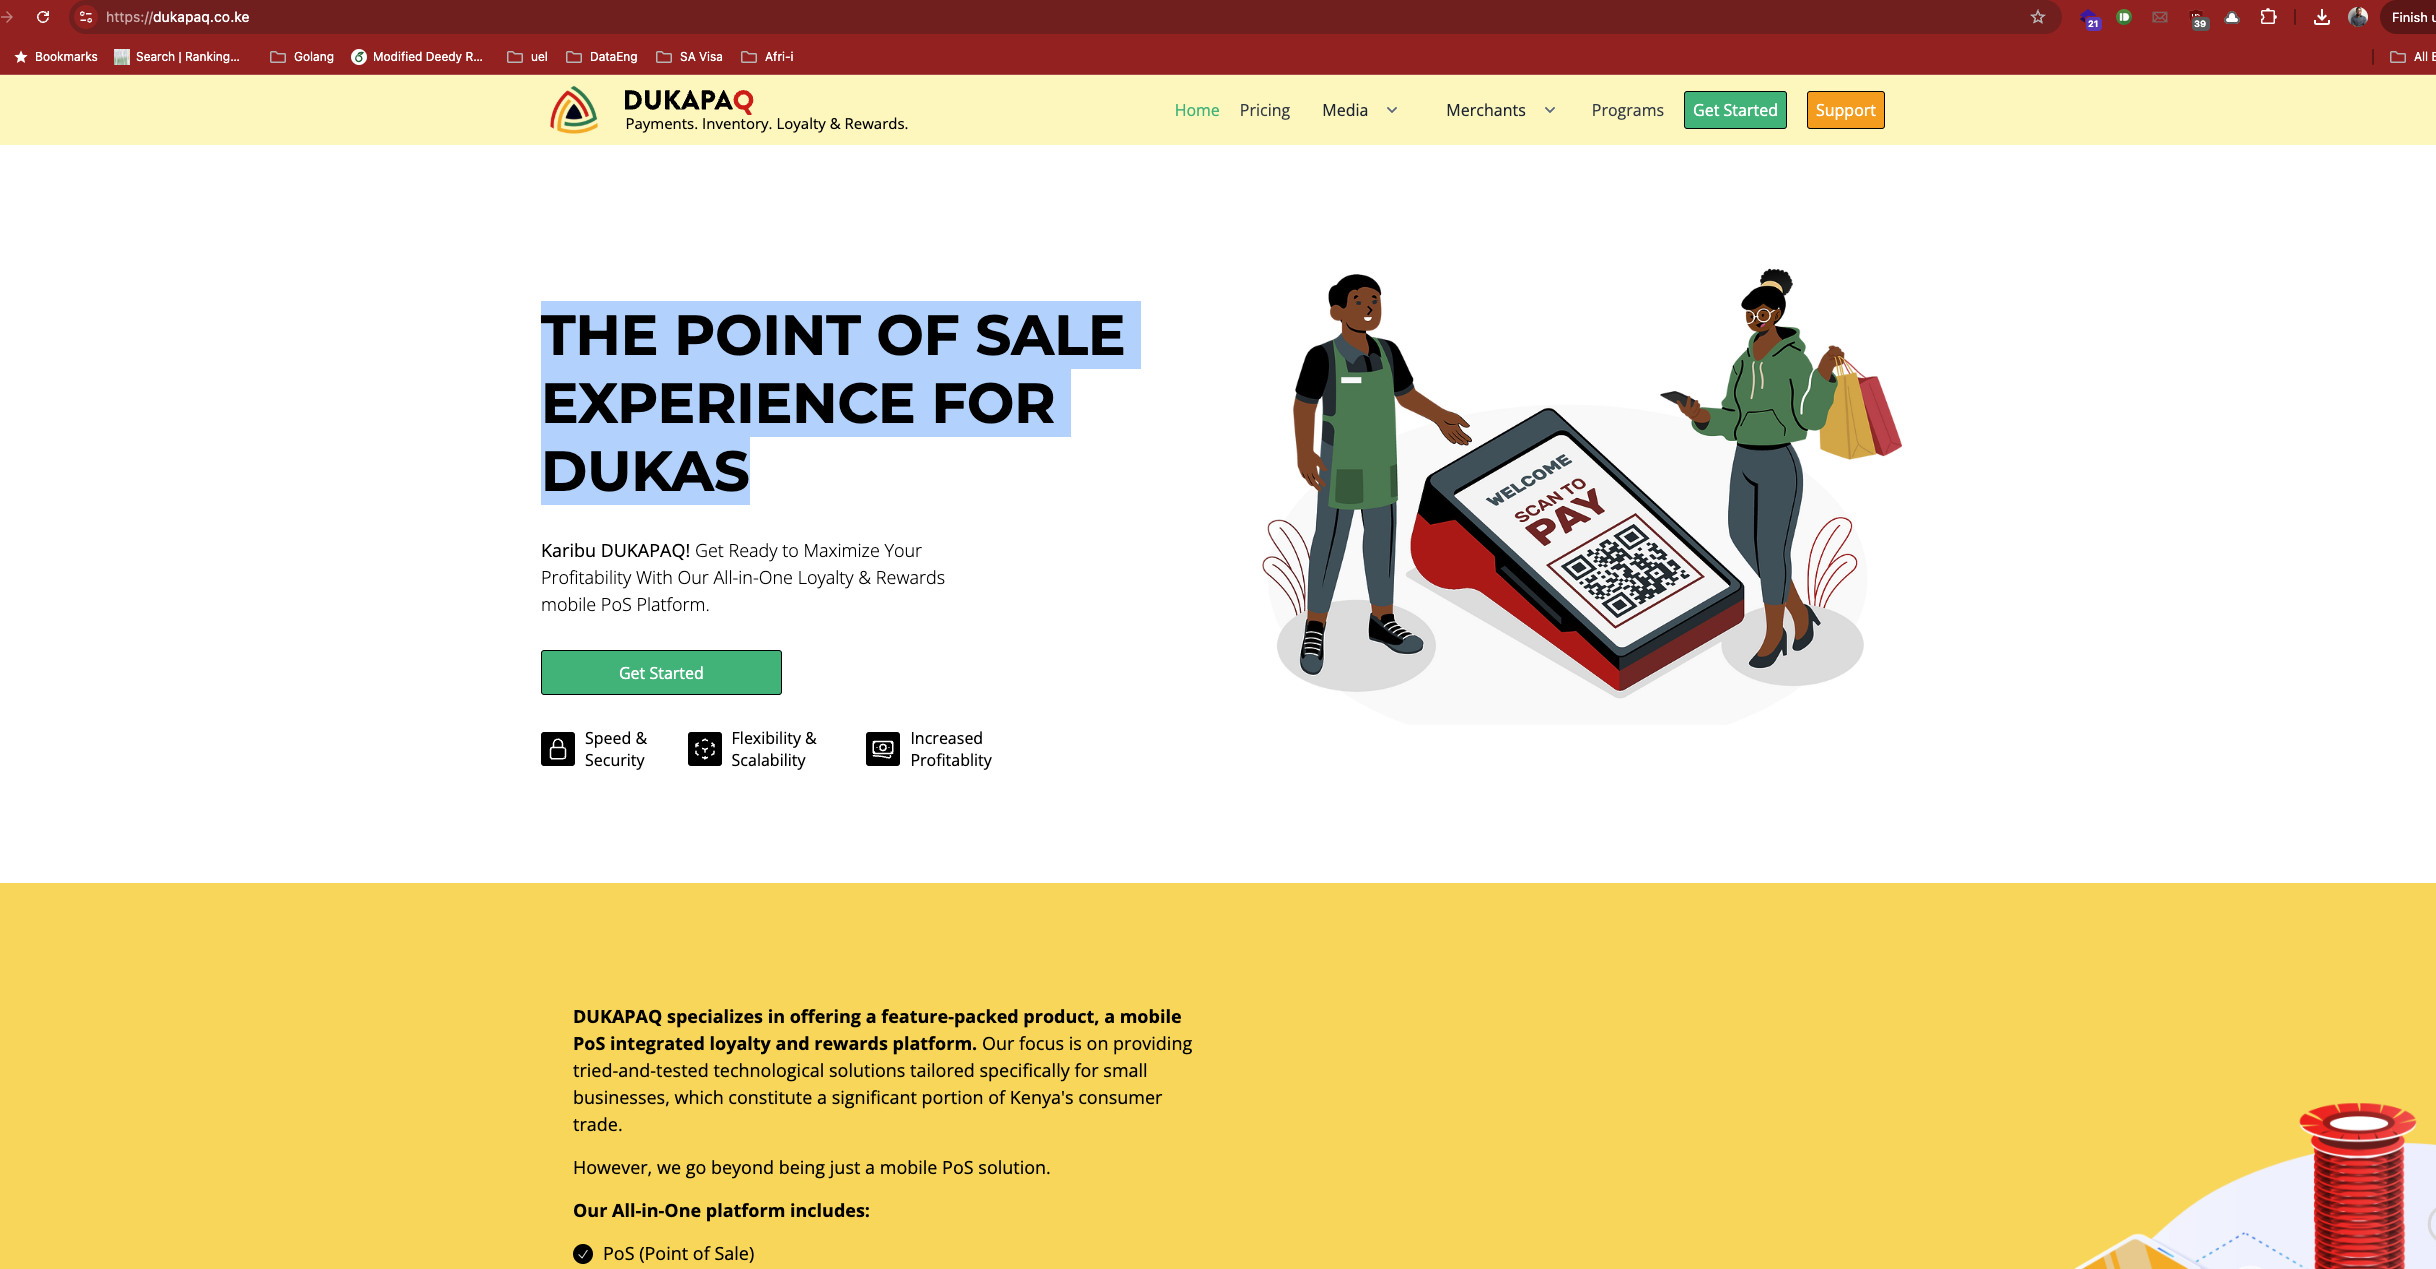 https://dukapaq.co.ke
21
39
Finish u
Bookmarks
Search | Ranking...
Golang
Modified Deedy R...
uel
DataEng
SA Visa
Afri-i
All B
DUKAPAQ
Payments. Inventory. Loyalty & Rewards.
Home
Pricing
Media
Merchants
Programs
Get Started
Support
THE POINT OF SALE
EXPERIENCE FOR
DUKAS
Karibu DUKAPAQ! Get Ready to Maximize Your
Profitability With Our All-in-One Loyalty & Rewards
mobile PoS Platform.
Get Started
Speed &
Security
Flexibility &
Scalability
Increased
Profitablity
WELCOME
SCAN TO
PAY
DUKAPAQ specializes in offering a feature-packed product, a mobile
PoS integrated loyalty and rewards platform. Our focus is on providing
tried-and-tested technological solutions tailored specifically for small
businesses, which constitute a significant portion of Kenya's consumer
trade.
However, we go beyond being just a mobile PoS solution.
Our All-in-One platform includes:
PoS (Point of Sale)